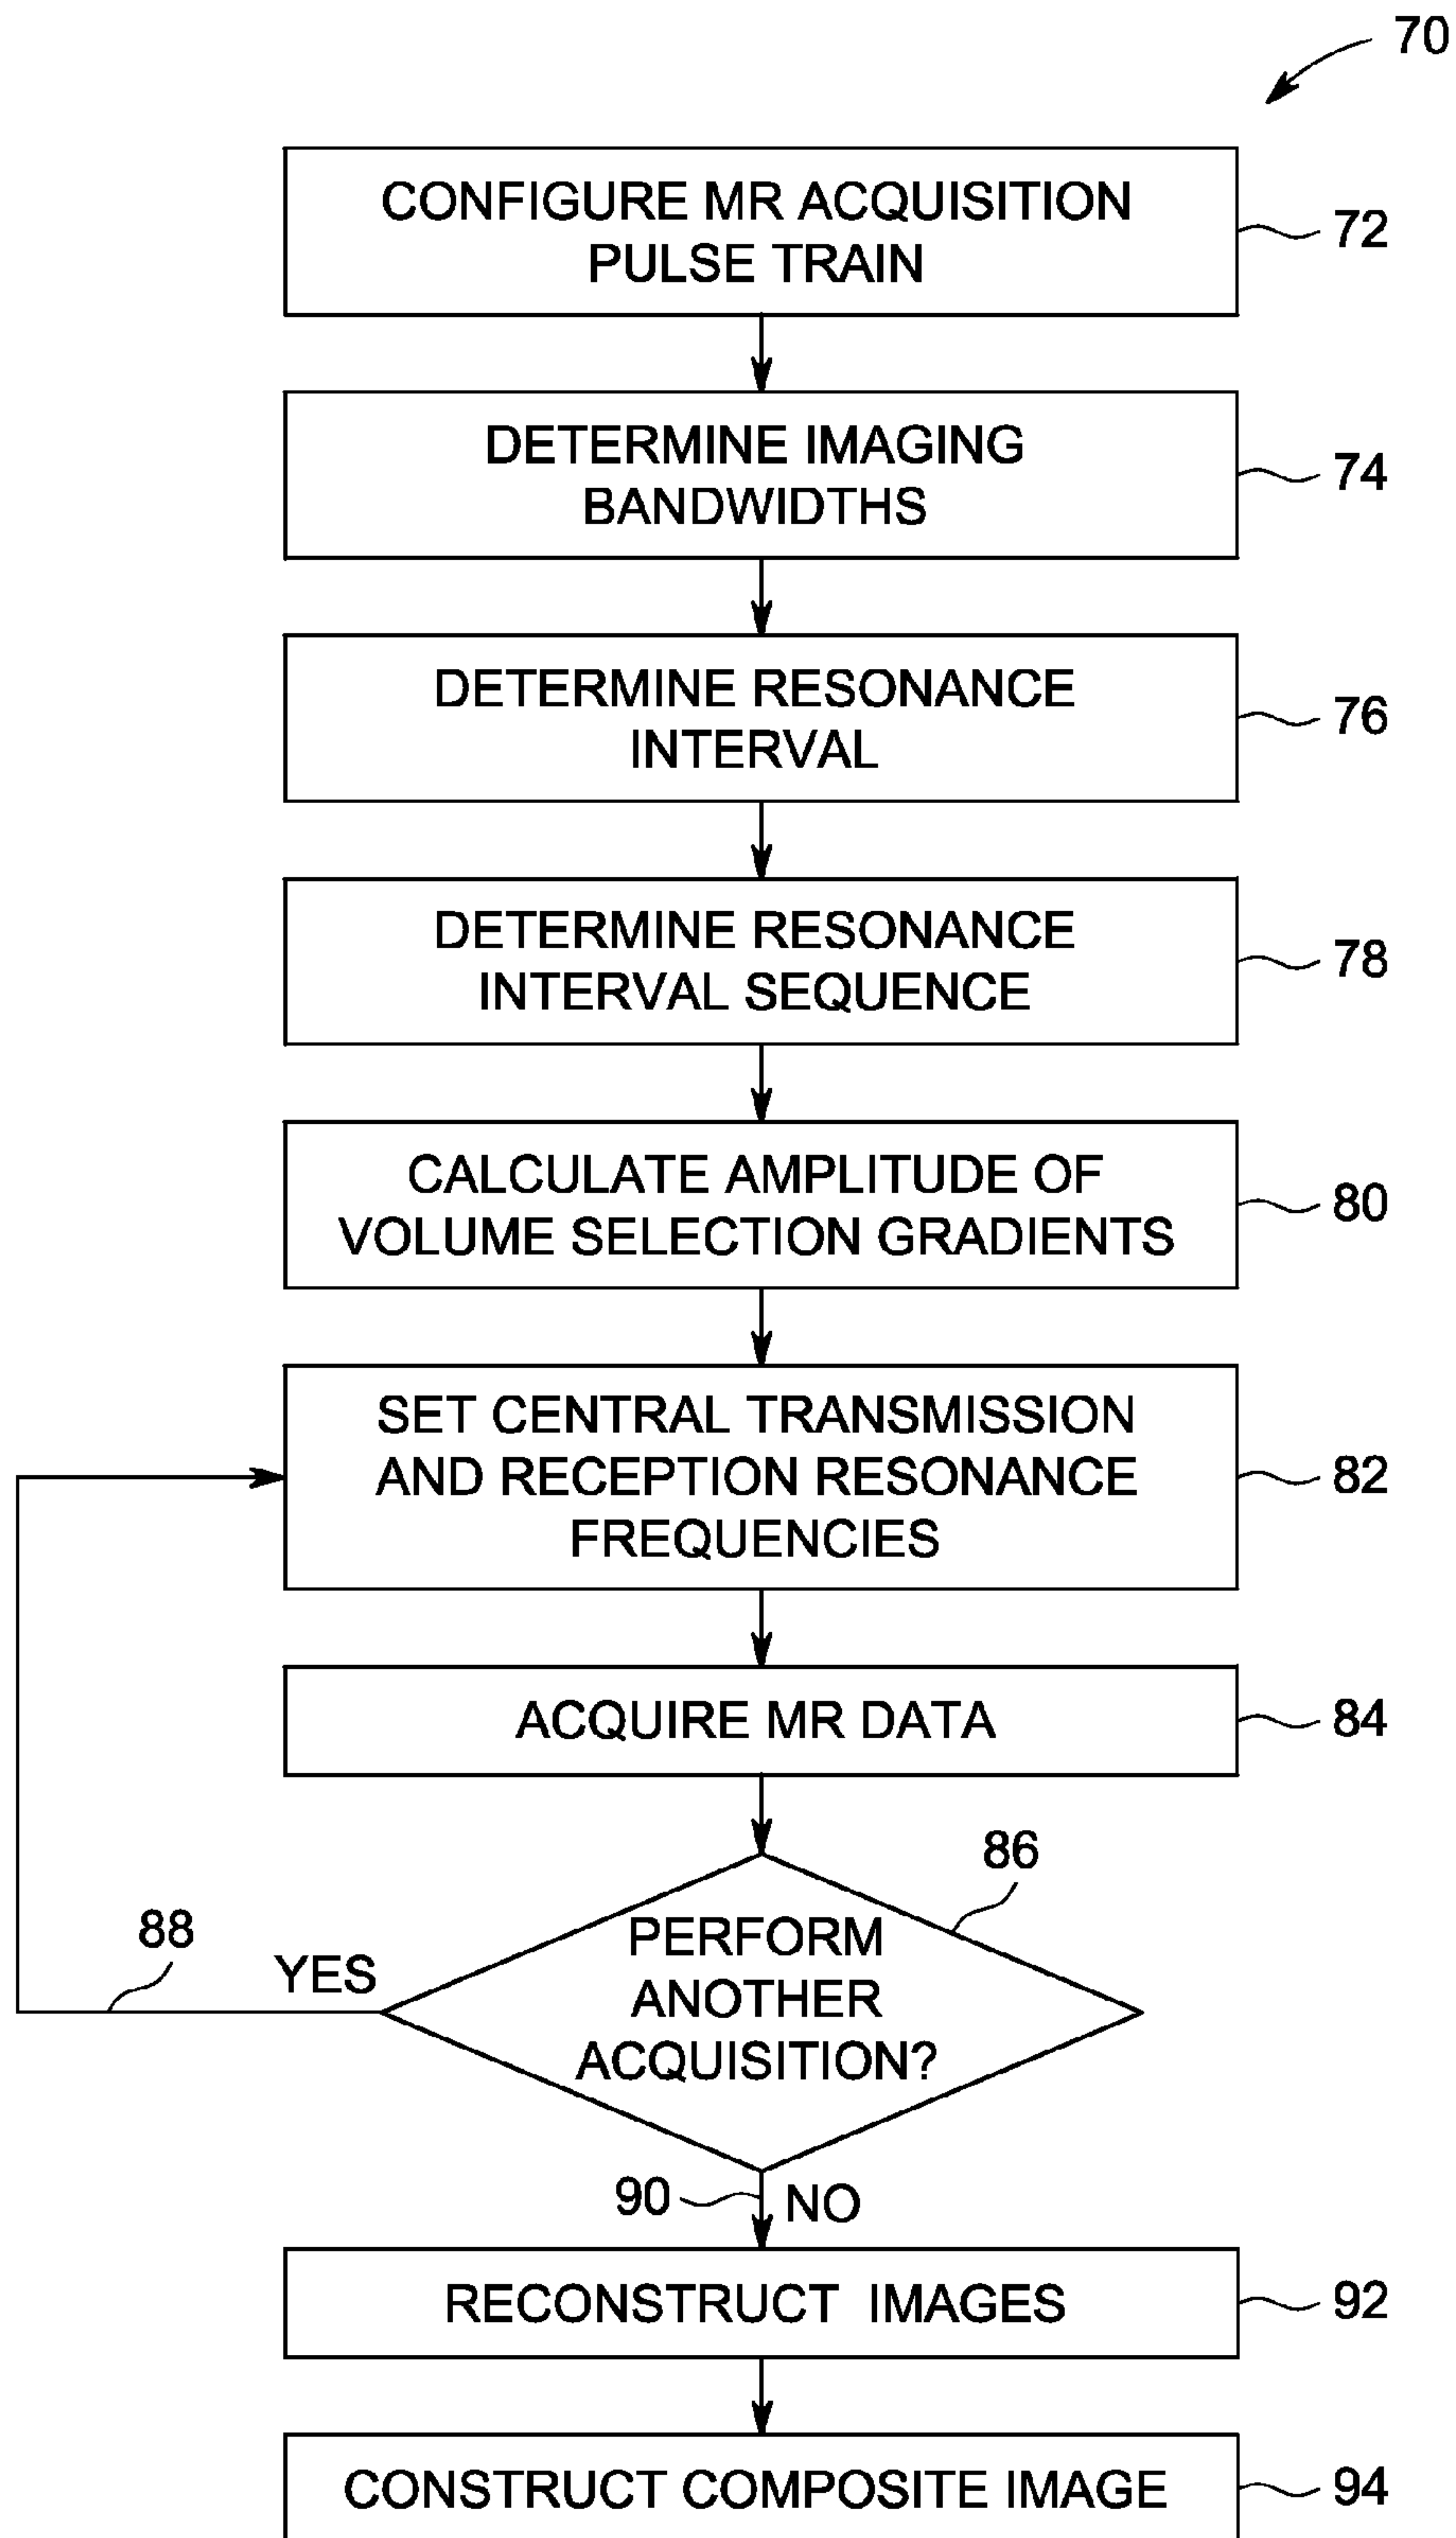 70
CONFIGURE MR ACQUISITION
PULSE TRAIN
72
DETERMINE IMAGING
BANDWIDTHS
74
DETERMINE RESONANCE
INTERVAL
76
DETERMINE RESONANCE
INTERVAL SEQUENCE
78
CALCULATE AMPLITUDE OF
VOLUME SELECTION GRADIENTS
80
SET CENTRAL TRANSMISSION
AND RECEPTION RESONANCE
FREQUENCIES
82
ACQUIRE MR DATA
84
86
PERFORM
ANOTHER
ACQUISITION?
88
YES
90
NO
RECONSTRUCT IMAGES
92
CONSTRUCT COMPOSITE IMAGE
94